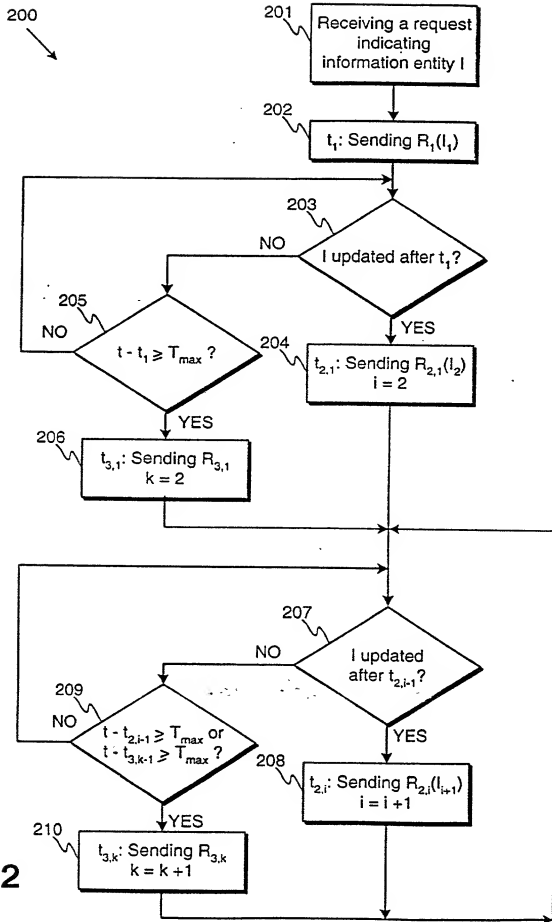 200
201
Receiving a request
indicating
information entity I
202
t₁: Sending R₁(I₁)
203
NO
I updated after t₁?
YES
205
NO
t - t₁ ⩾ Tₘₐₓ ?
YES
204
t₂,₁: Sending R₂,₁(I₂)
i = 2
206
t₃,₁: Sending R₃,₁
k = 2
207
NO
I updated
after t₂,ᵢ₋₁?
YES
209
NO
t - t₂,ᵢ₋₁ ⩾ Tₘₐₓ or
t - t₃,ₖ₋₁ ⩾ Tₘₐₓ ?
YES
208
t₂,ᵢ: Sending R₂,ᵢ(Iᵢ₊₁)
i = i +1
210
t₃,ₖ: Sending R₃,ₖ
k = k +1
2